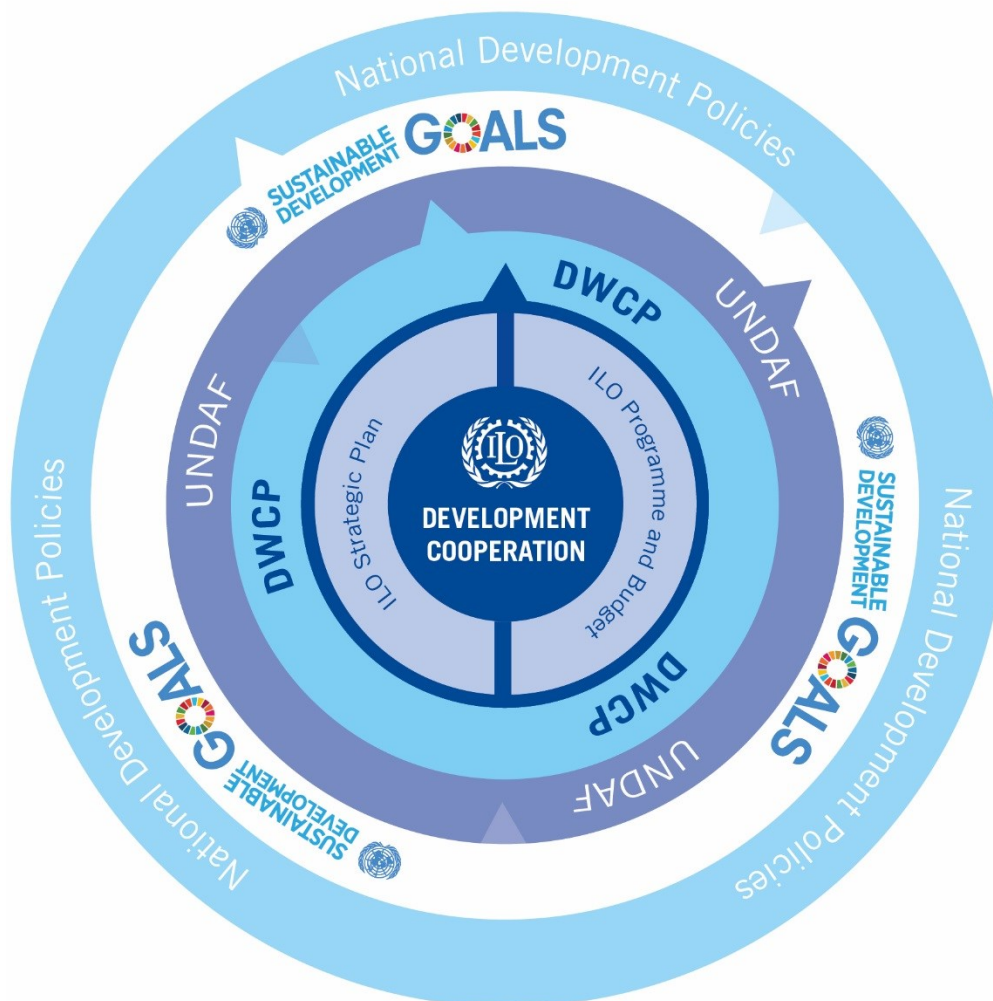 National Development Policies
SUSTAINABLE
DEVELOPMENT
GOALS
DWCP
UNDAF
UNDAF
ILO Strategic Plan
ILO Programme and Budget
ILO
DEVELOPMENT
COOPERATION
DWCP
National Development Policies
SUSTAINABLE
DEVELOPMENT
GOALS
National Development Policies
DWCP
UNDAF
SUSTAINABLE
DEVELOPMENT
GOALS